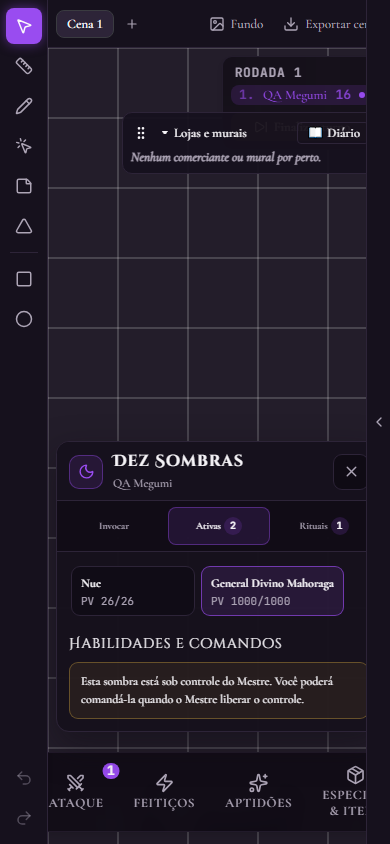 Cena 1
Fundo
Exportar ce
RODADA 1
1. QA Megumi 16
Lojas e murais
Diário
Nenhum comerciante ou mural por perto.
Dez Sombras
QA Megumi
Invocar
Ativas 2
Rituais 1
Nue
PV 26/26
General Divino Mahoraga
PV 1000/1000
Habilidades e comandos
Esta sombra está sob controle do Mestre. Você poderá
comandá-la quando o Mestre liberar o controle.
1
ATAQUE
FEITIÇOS
APTIDÕES
ESPECI
& ITE